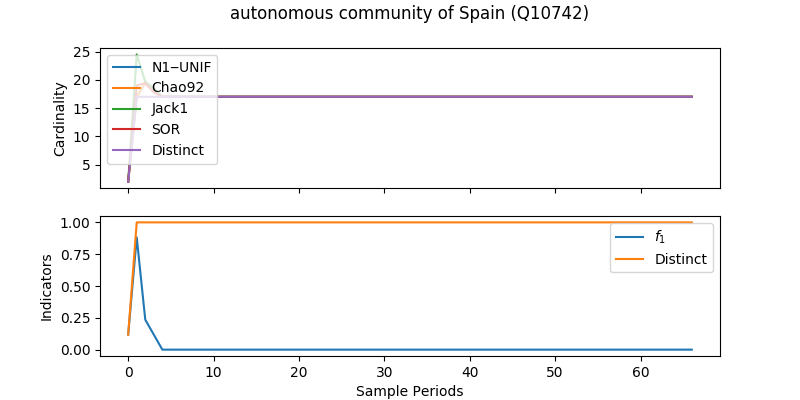 autonomous community of Spain (Q10742)
25
20
15
10
5
Cardinality
N1−UNIF
Chao92
Jack1
SOR
Distinct
1.00
0.75
0.50
0.25
0.00
Indicators
f1
Distinct
0 10 20 30 40 50 60
Sample Periods